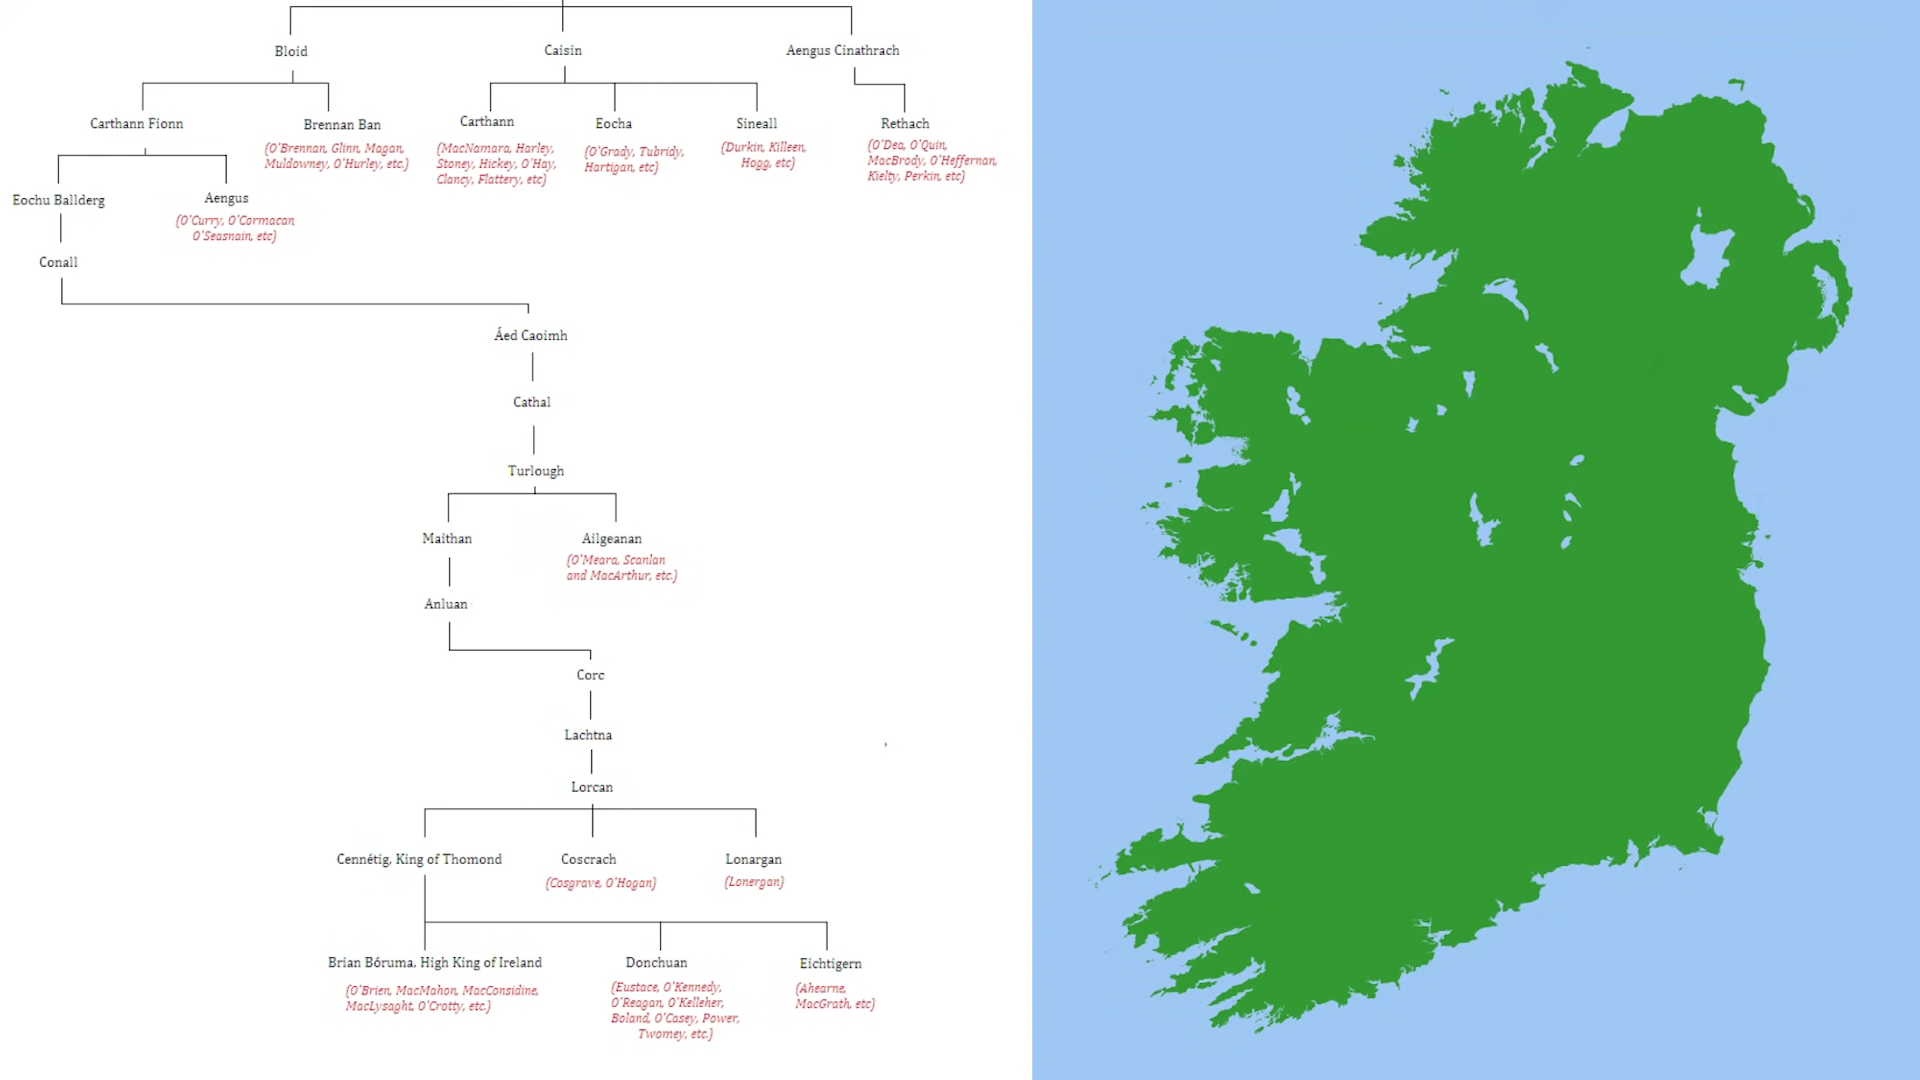 Bloid
Caisin
Aengus Cinathrach
Carthann Fionn
Brennan Ban
(O'Brennan, Glinn, Magan,
Muldowney, O'Hurley, etc.)
Carthann
(MacNamara, Harley,
Stoney, Hickey, O'Hay,
Clancy, Flattery, etc)
Eocha
(O'Grady, Tubridy,
Hartigan, etc)
Sineall
(Durkin, Killeen,
Hogg, etc)
Rethach
(O'Dea, O'Quin,
MacBrody, O'Heffernan,
Kielty, Perkin, etc)
Eochu Ballderg
Aengus
(O'Curry, O'Cormacan
O'Seasnain, etc)
Conall
Áed Caoimh
Cathal
Turlough
Maithan
Ailgeanan
(O'Meara, Scanlan
and MacArthur, etc.)
Anluan
Corc
Lachtna
Lorcan
Cennétig, King of Thomond
Coscrach
(Cosgrave, O'Hogan)
Lonargan
(Lonergan)
Brian Bóruma, High King of Ireland
(O'Brien, MacMahon, MacConsidine,
MacLysaght, O'Crotty, etc.)
Donchuan
(Eustace, O'Kennedy,
O'Reagan, O'Kelleher,
Boland, O'Casey, Power,
Twomey, etc.)
Eichtigern
(Ahearne,
MacGrath, etc)